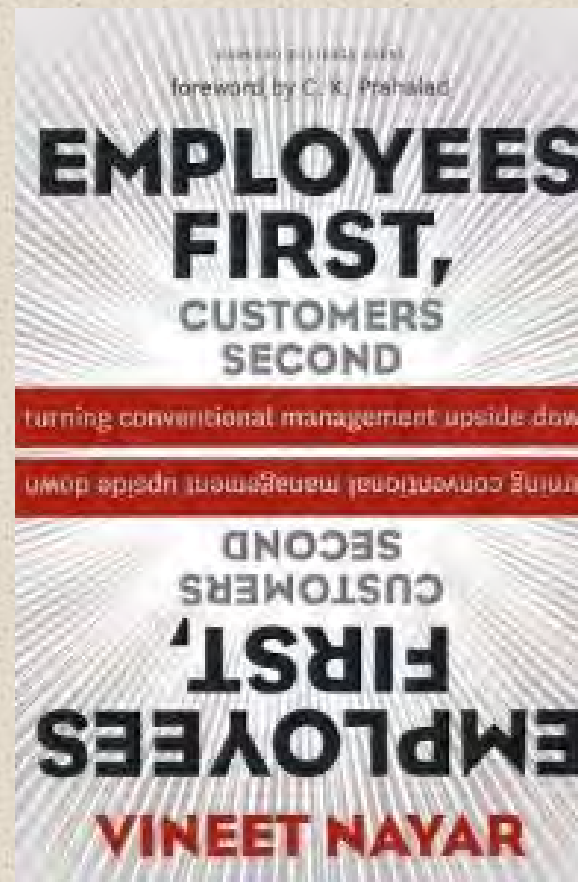 foreword by C. K. Prahalad
EMPLOYEES
FIRST,
CUSTOMERS
SECOND
turning conventional management upside dow
rning conventional management upside down
SECOND
CUSTOMERS
FIRST,
EMPLOYEES
VINEET NAYAR